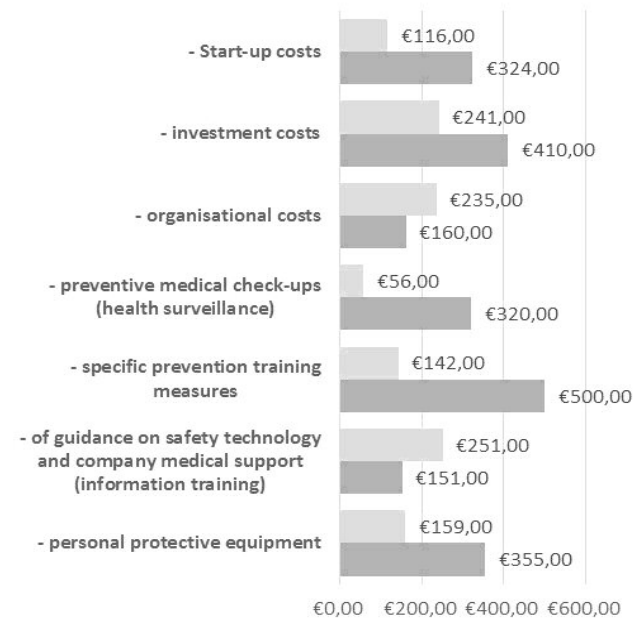 - Start-up costs
€116,00
€324,00
- investment costs
€241,00
€410,00
- organisational costs
€235,00
€160,00
- preventive medical check-ups
(health surveillance)
€56,00
€320,00
- specific prevention training
measures
€142,00
€500,00
- of guidance on safety technology
and company medical support
(information training)
€251,00
€151,00
- personal protective equipment
€159,00
€355,00
€0,00 €200,00 €400,00 €600,00